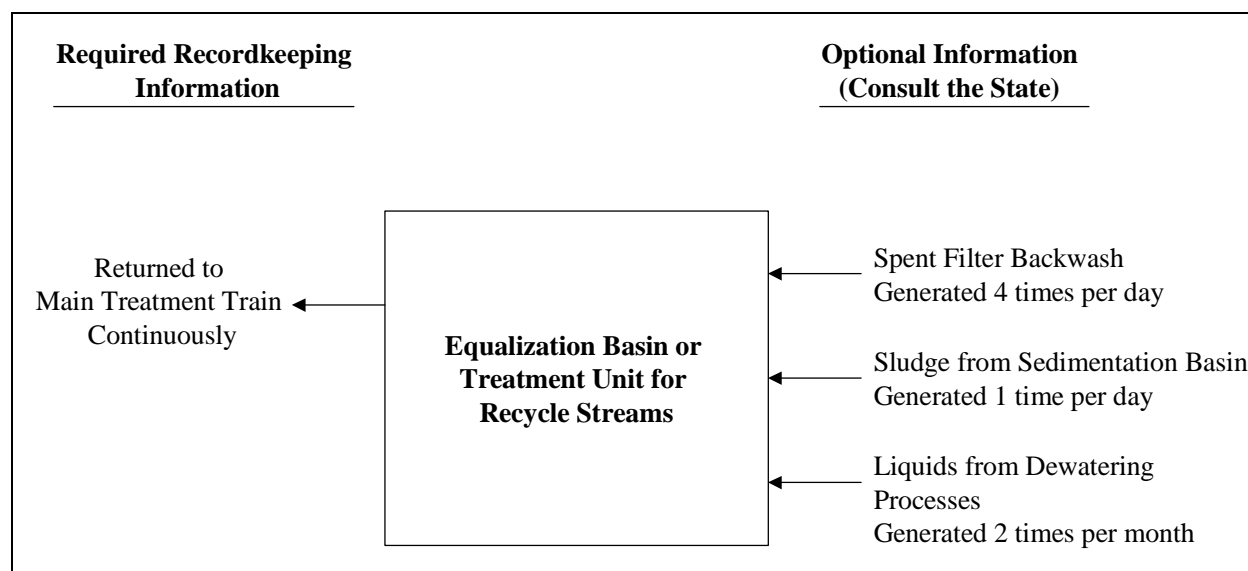 Required Recordkeeping
Information
Optional Information
(Consult the State)
Returned to
Main Treatment Train
Continuously
Equalization Basin or
Treatment Unit for
Recycle Streams
Spent Filter Backwash
Generated 4 times per day
Sludge from Sedimentation Basin
Generated 1 time per day
Liquids from Dewatering
Processes
Generated 2 times per month